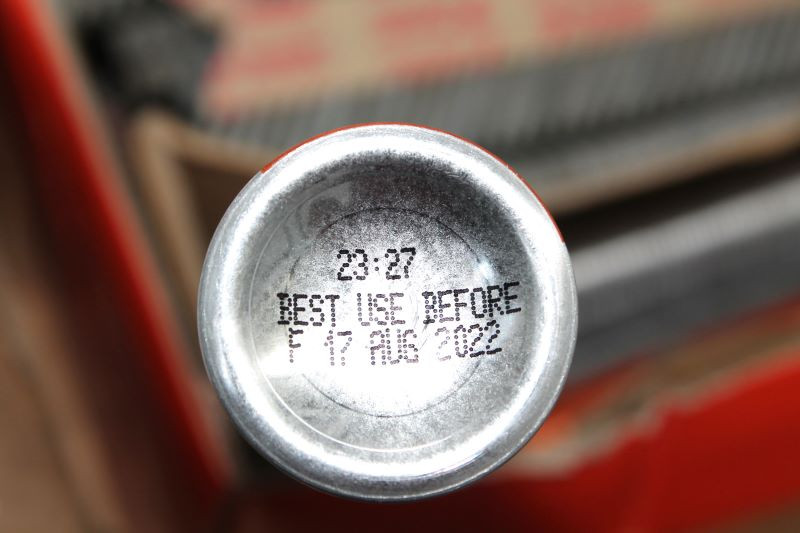 23:27
BEST USE BEFORE
F 17 AUG 2022